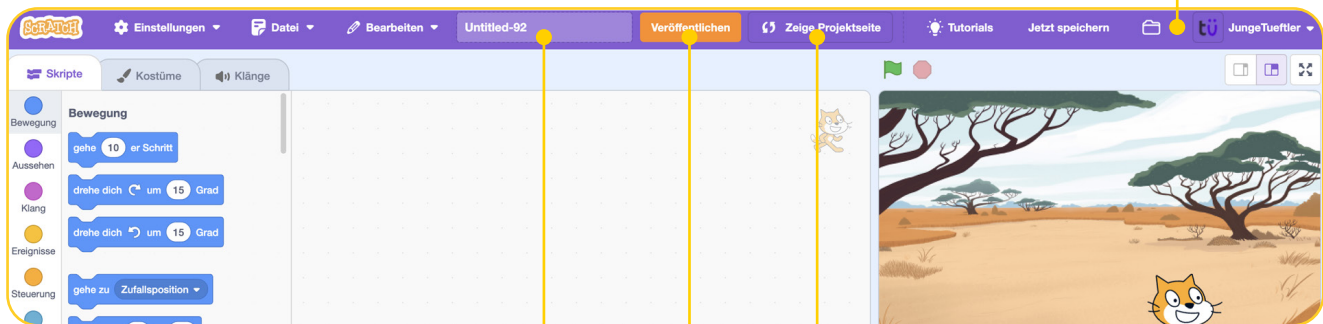 SCRATCH Einstellungen Datei Bearbeiten Untitled-92 Veröffentlichen Zeige Projektseite Tutorials Jetzt speichern tü JungeTueftler
Skripte Kostüme Klänge
Bewegung
Aussehen
Klang
Ereignisse
Steuerung
Bewegung
gehe 10 er Schritt
drehe dich um 15 Grad
drehe dich um 15 Grad
gehe zu Zufallsposition